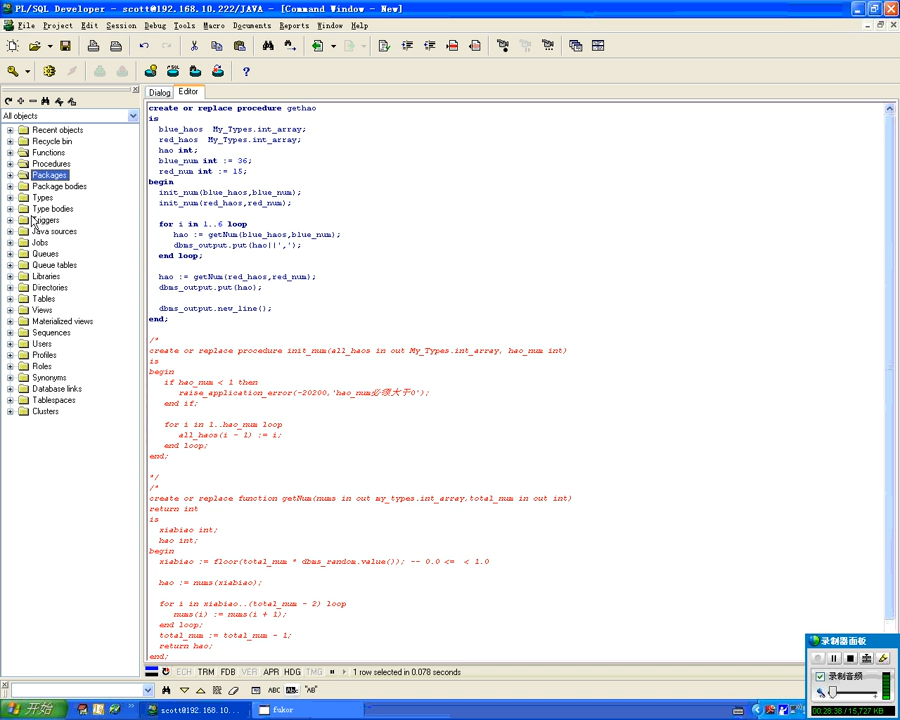 PL/SQL Developer - scott@192.168.10.222/JAVA - [Command Window - New]
File Project Edit Session Debug Tools Macro Documents Reports Window Help
All objects
Recent objects
Recycle bin
Functions
Procedures
Packages
Package bodies
Types
Type bodies
Triggers
Java sources
Jobs
Queues
Queue tables
Libraries
Directories
Tables
Views
Materialized views
Sequences
Users
Profiles
Roles
Synonyms
Database links
Tablespaces
Clusters
Dialog Editor
create or replace procedure gethao
is
blue_haos My_Types.int_array;
red_haos My_Types.int_array;
hao int;
blue_num int := 36;
red_num int := 15;
begin
init_num(blue_haos,blue_num);
init_num(red_haos,red_num);
for i in 1..6 loop
hao := getNum(blue_haos,blue_num);
dbms_output.put(hao||',');
end loop;
hao := getNum(red_haos,red_num);
dbms_output.put(hao);
dbms_output.new_line();
end;
/*
create or replace procedure init_num(all_haos in out My_Types.int_array, hao_num int)
is
begin
if hao_num < 1 then
raise_application_error(-20200,'hao_num必须大于0');
end if;
for i in 1..hao_num loop
all_haos(i - 1) := i;
end loop;
end;
*/
/*
create or replace function getNum(nums in out my_types.int_array,total_num in out int)
return int
is
xiabiao int;
hao int;
begin
xiabiao := floor(total_num * dbms_random.value()); -- 0.0 <= < 1.0
hao := nums(xiabiao);
for i in xiabiao..(total_num - 2) loop
nums(i) := nums(i + 1);
end loop;
total_num := total_num - 1;
return hao;
end;
ECH TRM FDB VER APR HDG TMG 1 row selected in 0.078 seconds
ABC "AB"
录制器面板
录制音频
00:28:38 / 15,727 KB
开始 scott@192.168.10... fukor